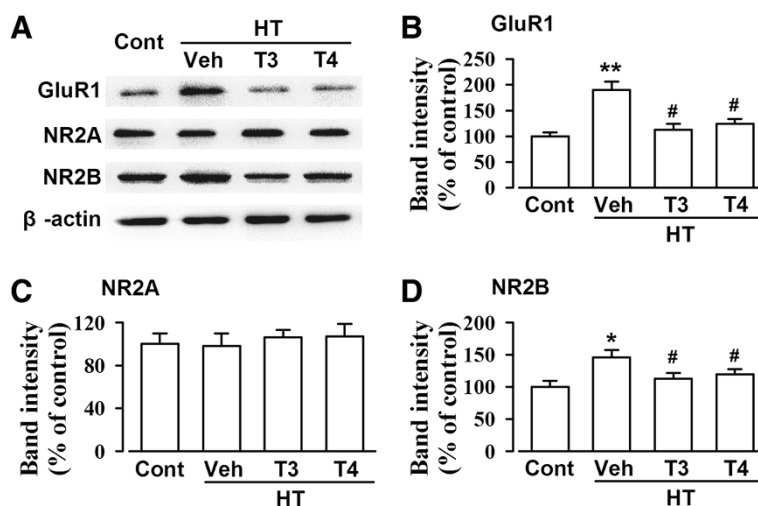 A
Cont
HT
Veh T3 T4
GluR1
NR2A
NR2B
β -actin
B GluR1
Band intensity
(% of control)
250
200
150
100
50
0
**
#
#
Cont Veh T3 T4
HT
C NR2A
Band intensity
(% of control)
120
80
40
0
Cont Veh T3 T4
HT
D NR2B
Band intensity
(% of control)
200
150
100
50
0
*
#
#
Cont Veh T3 T4
HT